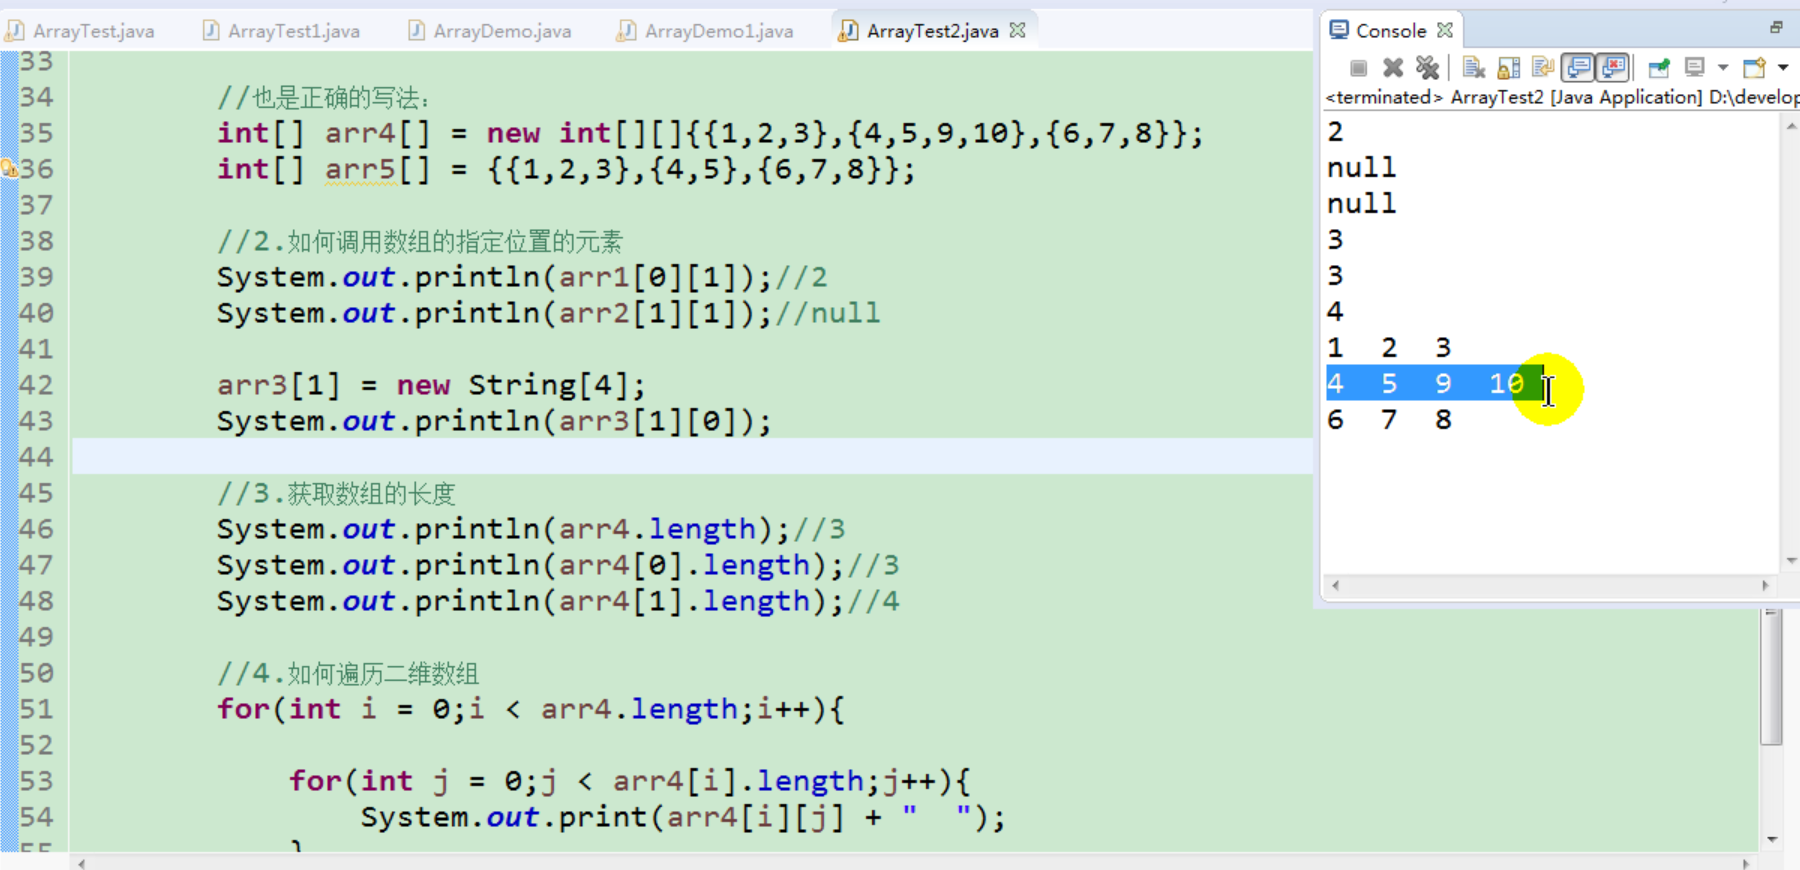 ArrayTest.java ArrayTest1.java ArrayDemo.java ArrayDemo1.java ArrayTest2.java
33
34 //也是正确的写法：
35 int[] arr4[] = new int[][]{{1,2,3},{4,5,9,10},{6,7,8}};
36 int[] arr5[] = {{1,2,3},{4,5},{6,7,8}};
37
38 //2.如何调用数组的指定位置的元素
39 System.out.println(arr1[0][1]);//2
40 System.out.println(arr2[1][1]);//null
41
42 arr3[1] = new String[4];
43 System.out.println(arr3[1][0]);
44
45 //3.获取数组的长度
46 System.out.println(arr4.length);//3
47 System.out.println(arr4[0].length);//3
48 System.out.println(arr4[1].length);//4
49
50 //4.如何遍历二维数组
51 for(int i = 0;i < arr4.length;i++){
52
53 for(int j = 0;j < arr4[i].length;j++){
54 System.out.print(arr4[i][j] + "  ");
55 }
Console
<terminated> ArrayTest2 [Java Application] D:\develop
2
null
null
3
3
4
1 2 3
4 5 9 10
6 7 8